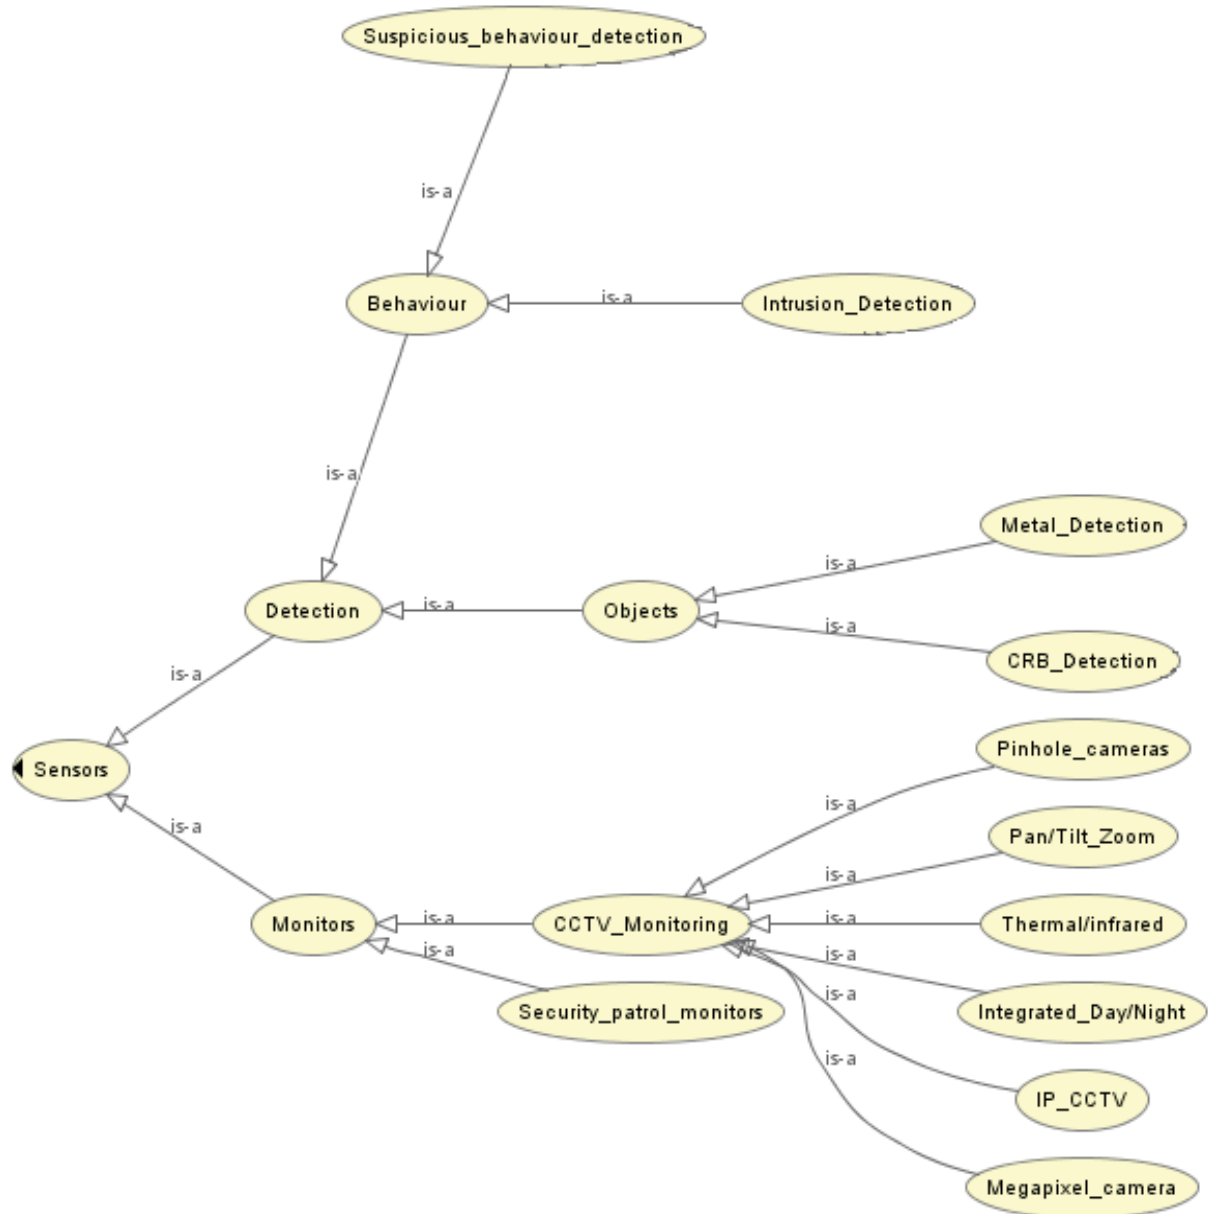 Suspicious_behaviour_detection
is-a
Behaviour
is-a
Intrusion_Detection
is-a
Metal_Detection
is-a
Detection
is-a
Objects
is-a
CRB_Detection
is-a
Sensors
Pinhole_cameras
is-a
is-a
Pan/Tilt_Zoom
is-a
Monitors
is-a
CCTV_Monitoring
is-a
Thermal/infrared
is-a
is-a
Security_patrol_monitors
is-a
Integrated_Day/Night
is-a
IP_CCTV
Megapixel_camera